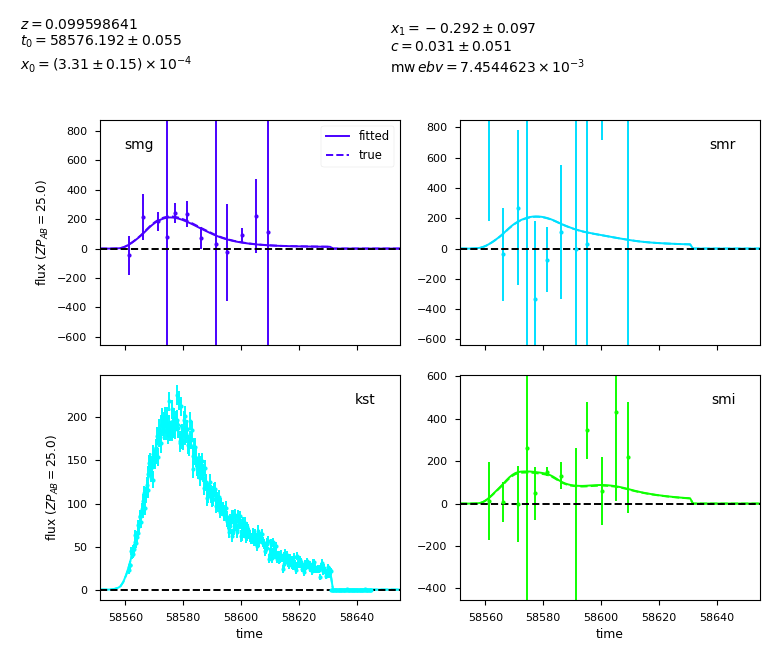 z = 0.099598641
t₀ = 58576.192 ± 0.055
x₀ = (3.31 ± 0.15) × 10⁻⁴
x₁ = −0.292 ± 0.097
c = 0.031 ± 0.051
mw ebv = 7.4544623 × 10⁻³
smg
fitted
true
800
600
400
200
0
−200
−400
−600
flux (ZP_AB = 25.0)
smr
800
600
400
200
0
−200
−400
−600
kst
200
150
100
50
0
flux (ZP_AB = 25.0)
58560 58580 58600 58620 58640
time
smi
600
400
200
0
−200
−400
58560 58580 58600 58620 58640
time